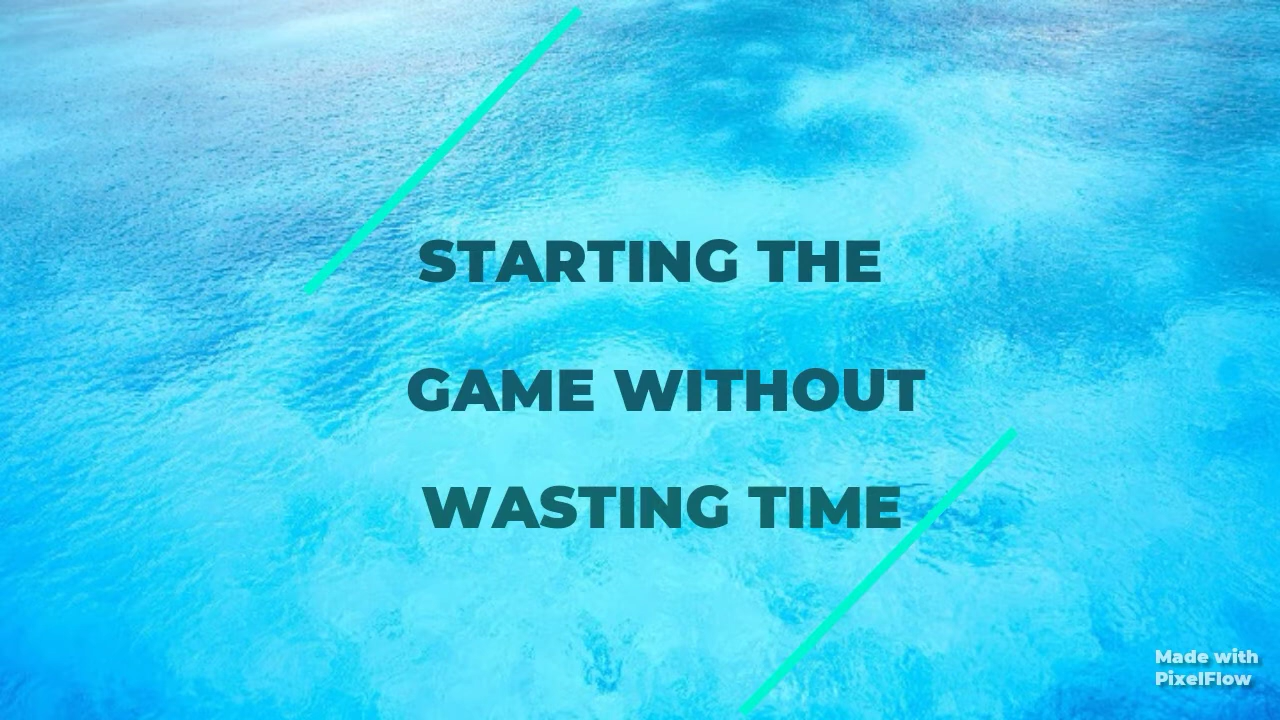 STARTING THE
GAME WITHOUT
WASTING TIME
Made with
PixelFlow